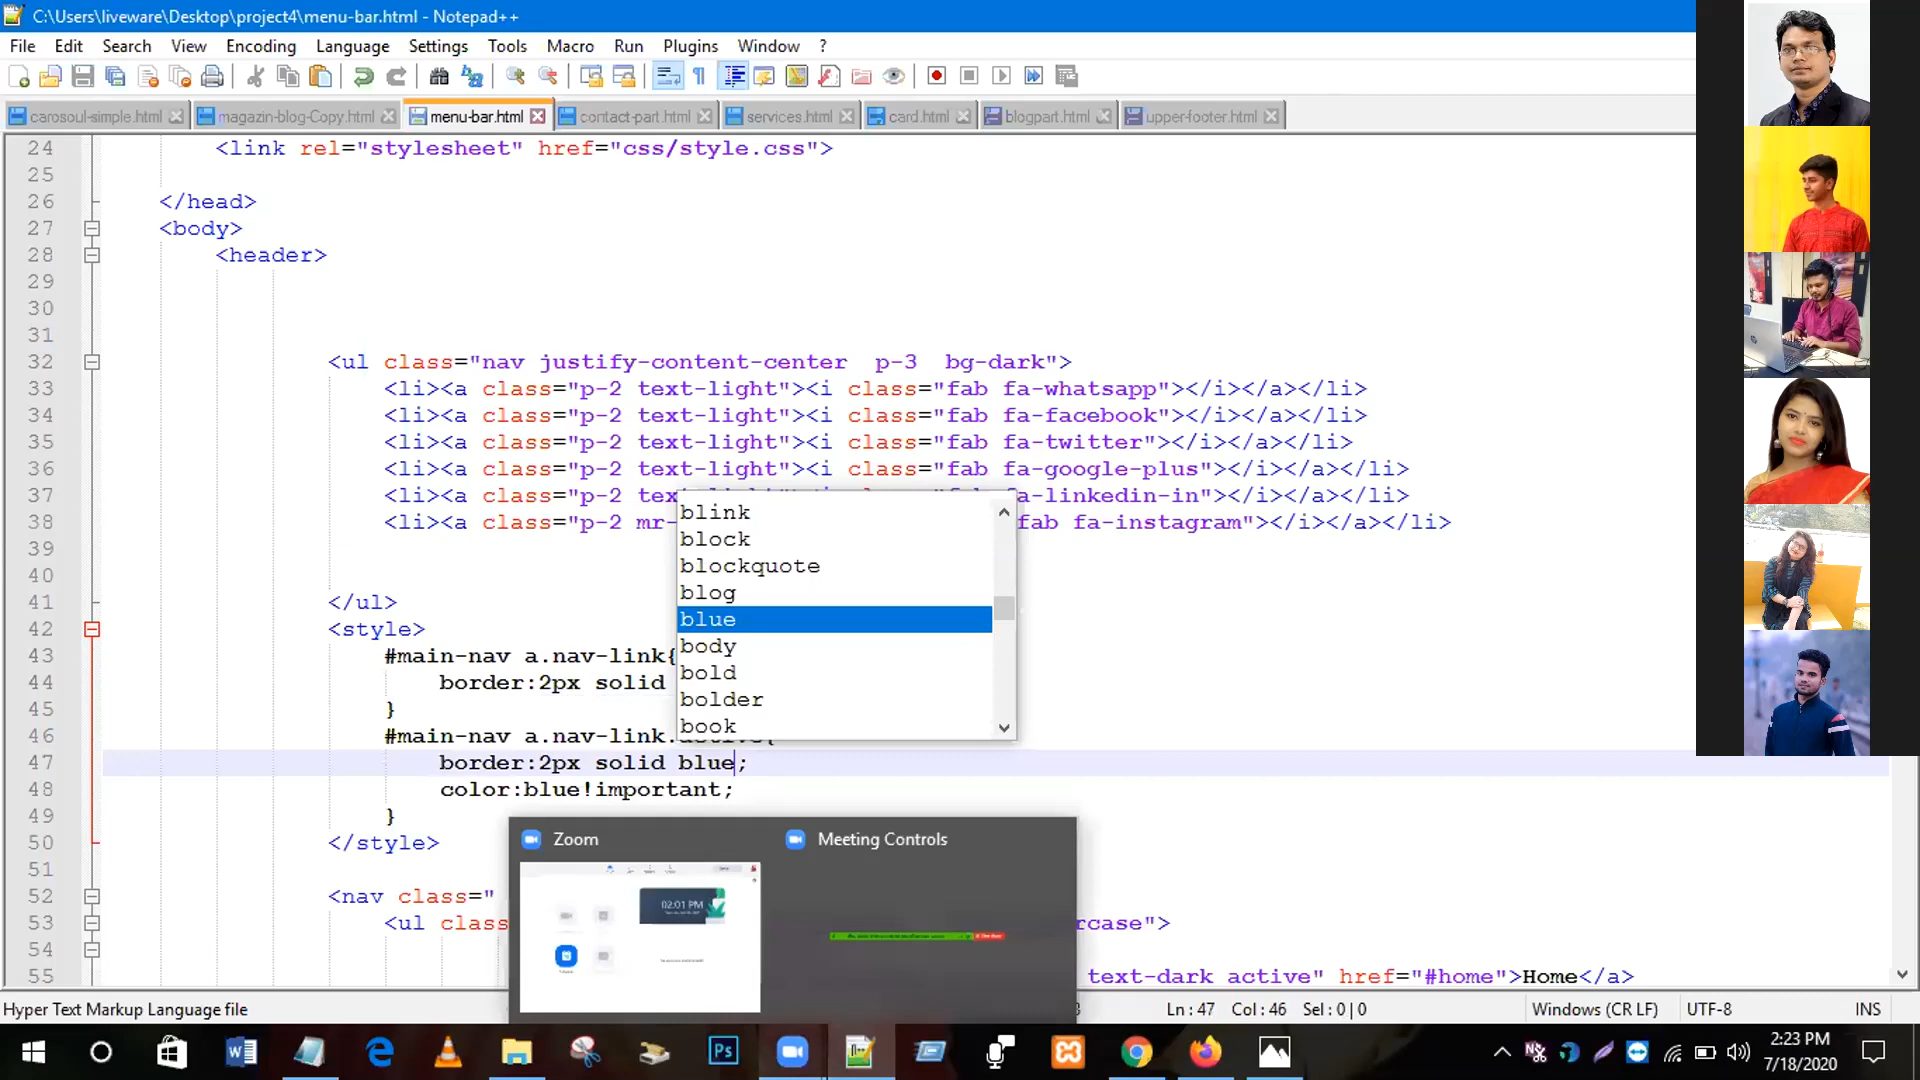 C:\Users\liveware\Desktop\project4\menu-bar.html - Notepad++
File Edit Search View Encoding Language Settings Tools Macro Run Plugins Window ?
carosoul-simple.html magazin-blog-Copy.html menu-bar.html contact-part.html services.html card.html blogpart.html upper-footer.html
24 <link rel="stylesheet" href="css/style.css">
25
26 </head>
27 <body>
28 <header>
29
30
31
32 <ul class="nav justify-content-center p-3 bg-dark">
33 <li><a class="p-2 text-light"><i class="fab fa-whatsapp"></i></a></li>
34 <li><a class="p-2 text-light"><i class="fab fa-facebook"></i></a></li>
35 <li><a class="p-2 text-light"><i class="fab fa-twitter"></i></a></li>
36 <li><a class="p-2 text-light"><i class="fab fa-google-plus"></i></a></li>
37 <li><a class="p-2 fa-linkedin-in"></i></a></li>
38 <li><a class="p-2 mr- fab fa-instagram"></i></a></li>
39
40
41 </ul>
42 <style>
43 #main-nav a.nav-link{
44 border:2px solid
45 }
46 #main-nav a.nav-link.
47 border:2px solid blue;
48 color:blue!important;
49 }
50 </style>
51
52 <nav class="
53 <ul class rcase">
54
55 text-dark active" href="#home">Home</a>
blink
block
blockquote
blog
blue
body
bold
bolder
book
Zoom Meeting Controls
02:01 PM
Hyper Text Markup Language file Ln : 47 Col : 46 Sel : 0 | 0 Windows (CR LF) UTF-8 INS
2:23 PM
7/18/2020